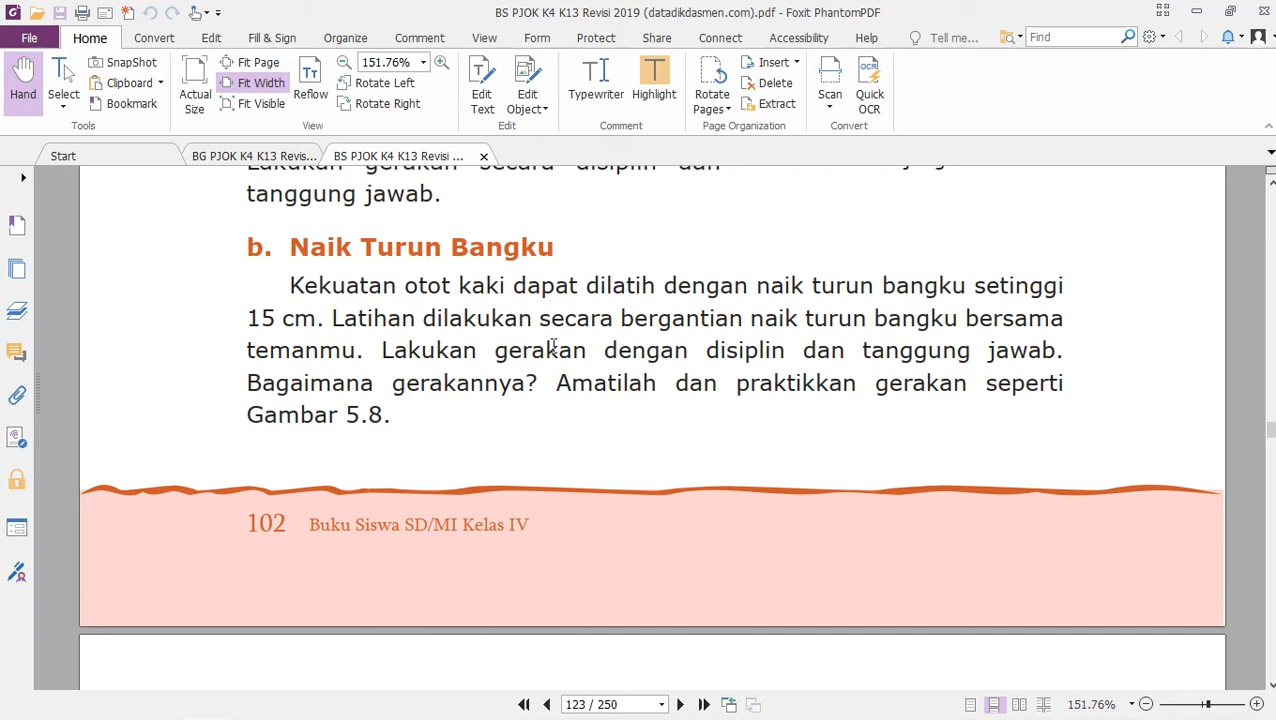 BS PJOK K4 K13 Revisi 2019 (datadikdasmen.com).pdf - Foxit PhantomPDF
File Home Convert Edit Fill & Sign Organize Comment View Form Protect Share Connect Accessibility Help Tell me... Find
Hand
Select
SnapShot
Clipboard
Bookmark
Tools
Actual
Size
Fit Page
Fit Width
Fit Visible
Reflow
151.76%
Rotate Left
Rotate Right
View
Edit
Text
Edit
Object
Edit
Typewriter
Highlight
Comment
Rotate
Pages
Insert
Delete
Extract
Page Organization
Scan
Quick
OCR
Convert
Start
BG PJOK K4 K13 Revis...
BS PJOK K4 K13 Revisi ...
Lakukan gerakan secara disiplin dan
tanggung jawab.
b. Naik Turun Bangku
Kekuatan otot kaki dapat dilatih dengan naik turun bangku setinggi
15 cm. Latihan dilakukan secara bergantian naik turun bangku bersama
temanmu. Lakukan gerakan dengan disiplin dan tanggung jawab.
Bagaimana gerakannya? Amatilah dan praktikkan gerakan seperti
Gambar 5.8.
102 Buku Siswa SD/MI Kelas IV
123 / 250
151.76%